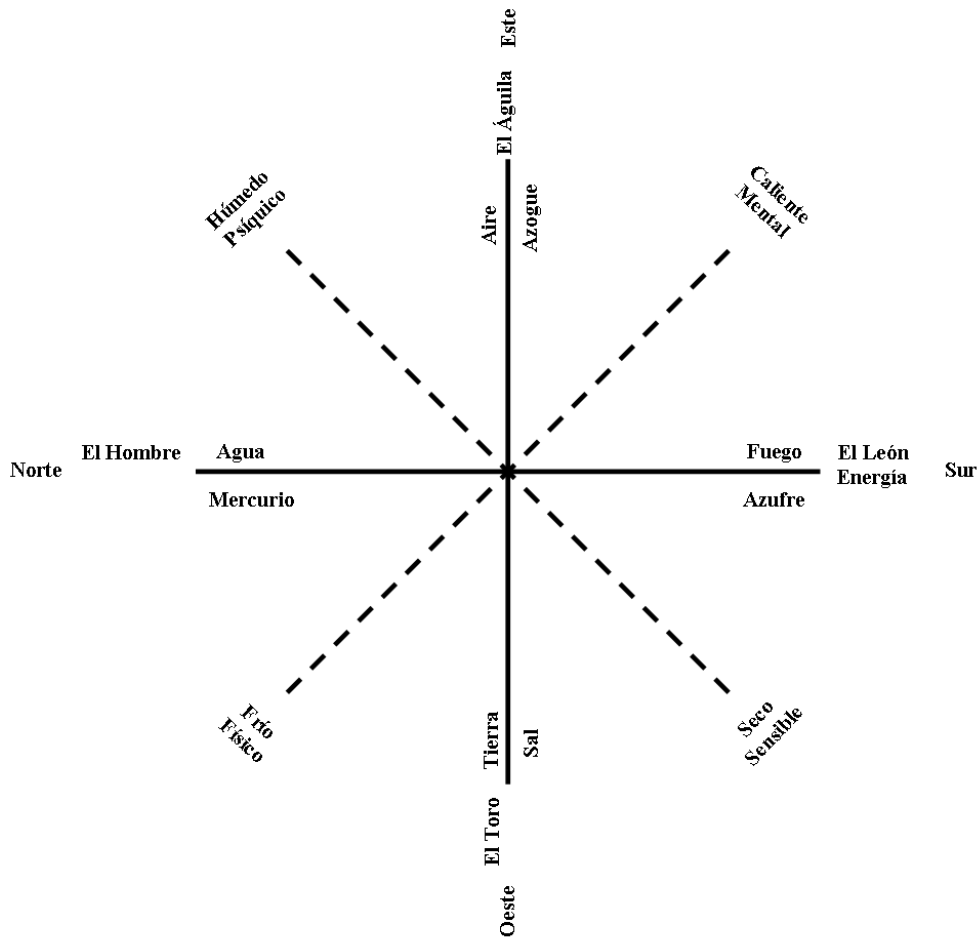 Este
El Águila
Aire
Azogue
Húmedo
Psíquico
Caliente
Mental
Norte
El Hombre
Agua
Mercurio
Fuego
Azufre
El León
Energía
Sur
Frío
Físico
Tierra
Sal
Seco
Sensible
El Toro
Oeste